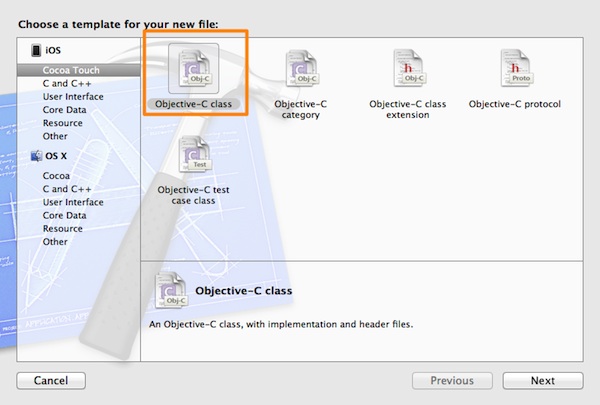 Choose a template for your new file:
iOS
Cocoa Touch
C and C++
User Interface
Core Data
Resource
Other
OS X
Cocoa
C and C++
User Interface
Core Data
Resource
Other
Obj-C
Objective-C class
Obj-C
Objective-C
category
Obj-C
Objective-C class
extension
Proto
Objective-C protocol
Test
Objective-C test
case class
Obj-C
Objective-C class
An Objective-C class, with implementation and header files.
Cancel
Previous
Next